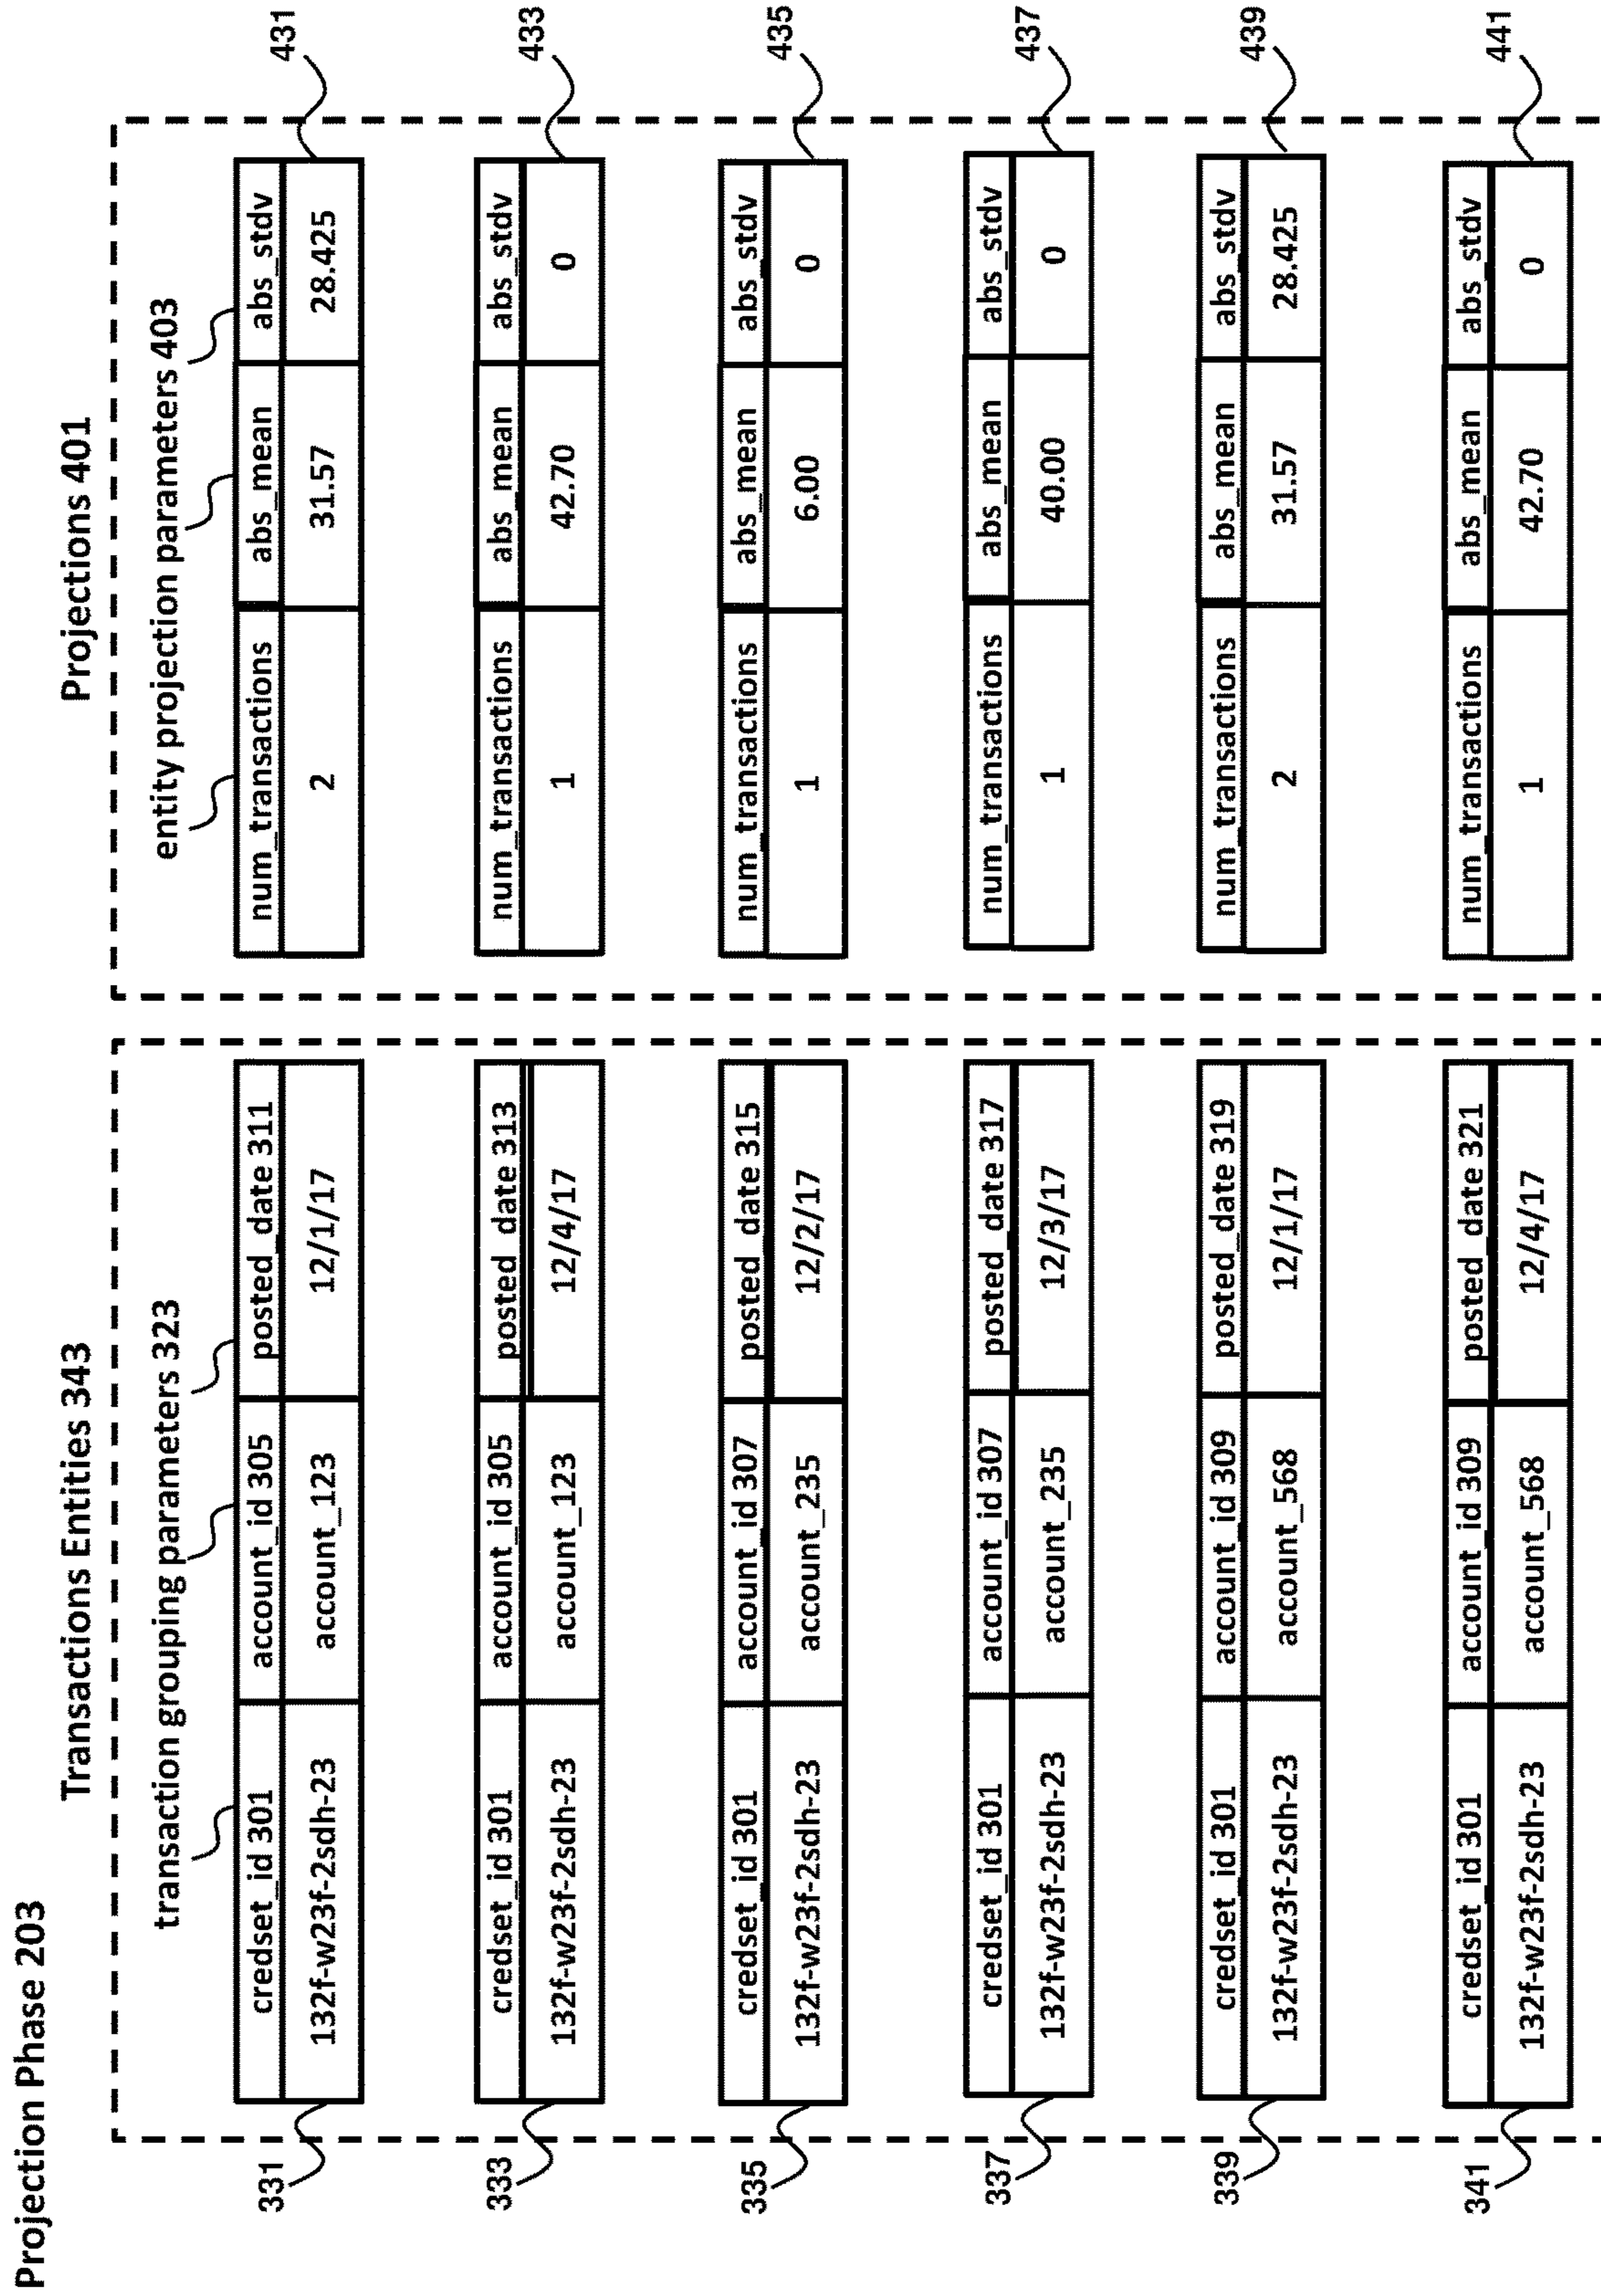 Projection Phase 203
Transactions Entities 343
Projections 401
transaction grouping parameters 323
entity projection parameters 403
331
credset_id 301 account_id 305 posted_date 311
132f-w23f-2sdh-23 account_123 12/1/17
num_transactions abs_mean abs_stdv
2 31.57 28.425
431
333
credset_id 301 account_id 305 posted_date 313
132f-w23f-2sdh-23 account_123 12/4/17
num_transactions abs_mean abs_stdv
1 42.70 0
433
335
credset_id 301 account_id 307 posted_date 315
132f-w23f-2sdh-23 account_235 12/2/17
num_transactions abs_mean abs_stdv
1 6.00 0
435
337
credset_id 301 account_id 307 posted_date 317
132f-w23f-2sdh-23 account_235 12/3/17
num_transactions abs_mean abs_stdv
1 40.00 0
437
339
credset_id 301 account_id 309 posted_date 319
132f-w23f-2sdh-23 account_568 12/1/17
num_transactions abs_mean abs_stdv
2 31.57 28.425
439
341
credset_id 301 account_id 309 posted_date 321
132f-w23f-2sdh-23 account_568 12/4/17
num_transactions abs_mean abs_stdv
1 42.70 0
441